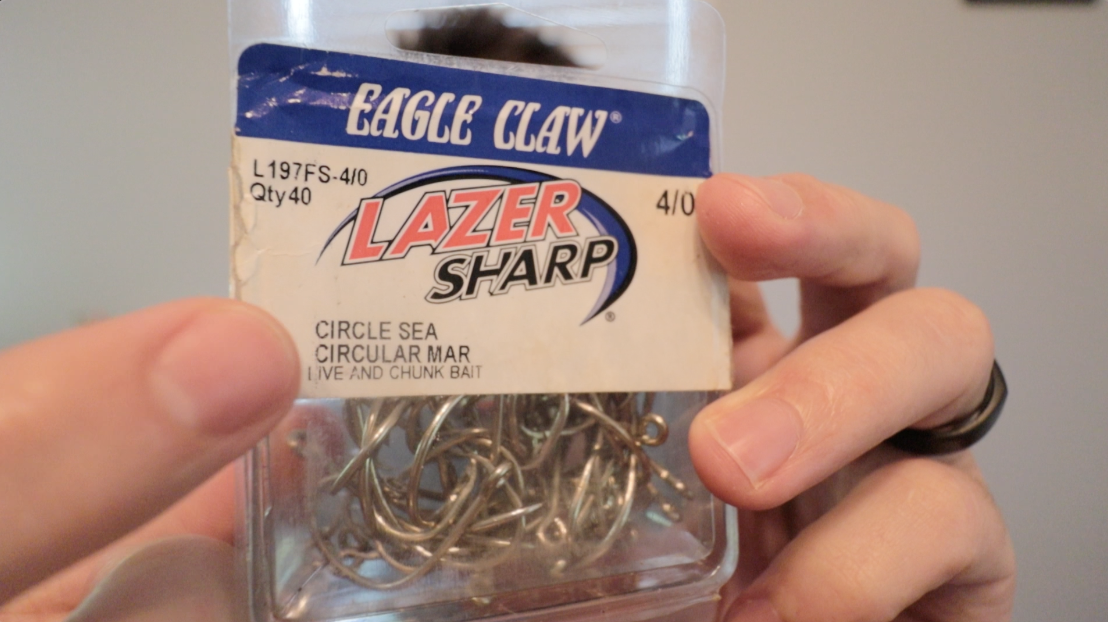 EAGLE CLAW®
L197FS-4/0
Qty 40
4/0
LAZER
SHARP®
CIRCLE SEA
CIRCULAR MAR
LIVE AND CHUNK BAIT